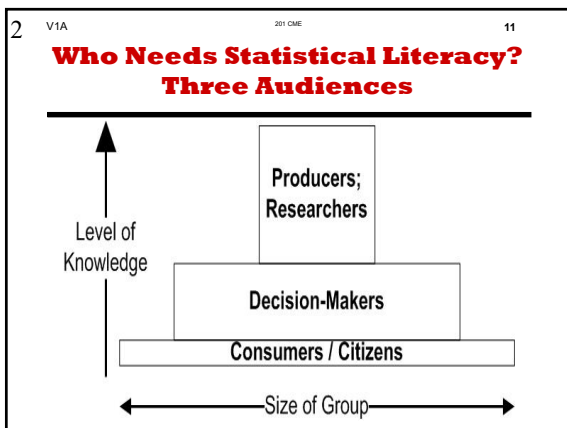 2 V1A 201 CME 11
Who Needs Statistical Literacy?
Three Audiences
Producers;
Researchers
Level of
Knowledge
Decision-Makers
Consumers / Citizens
Size of Group